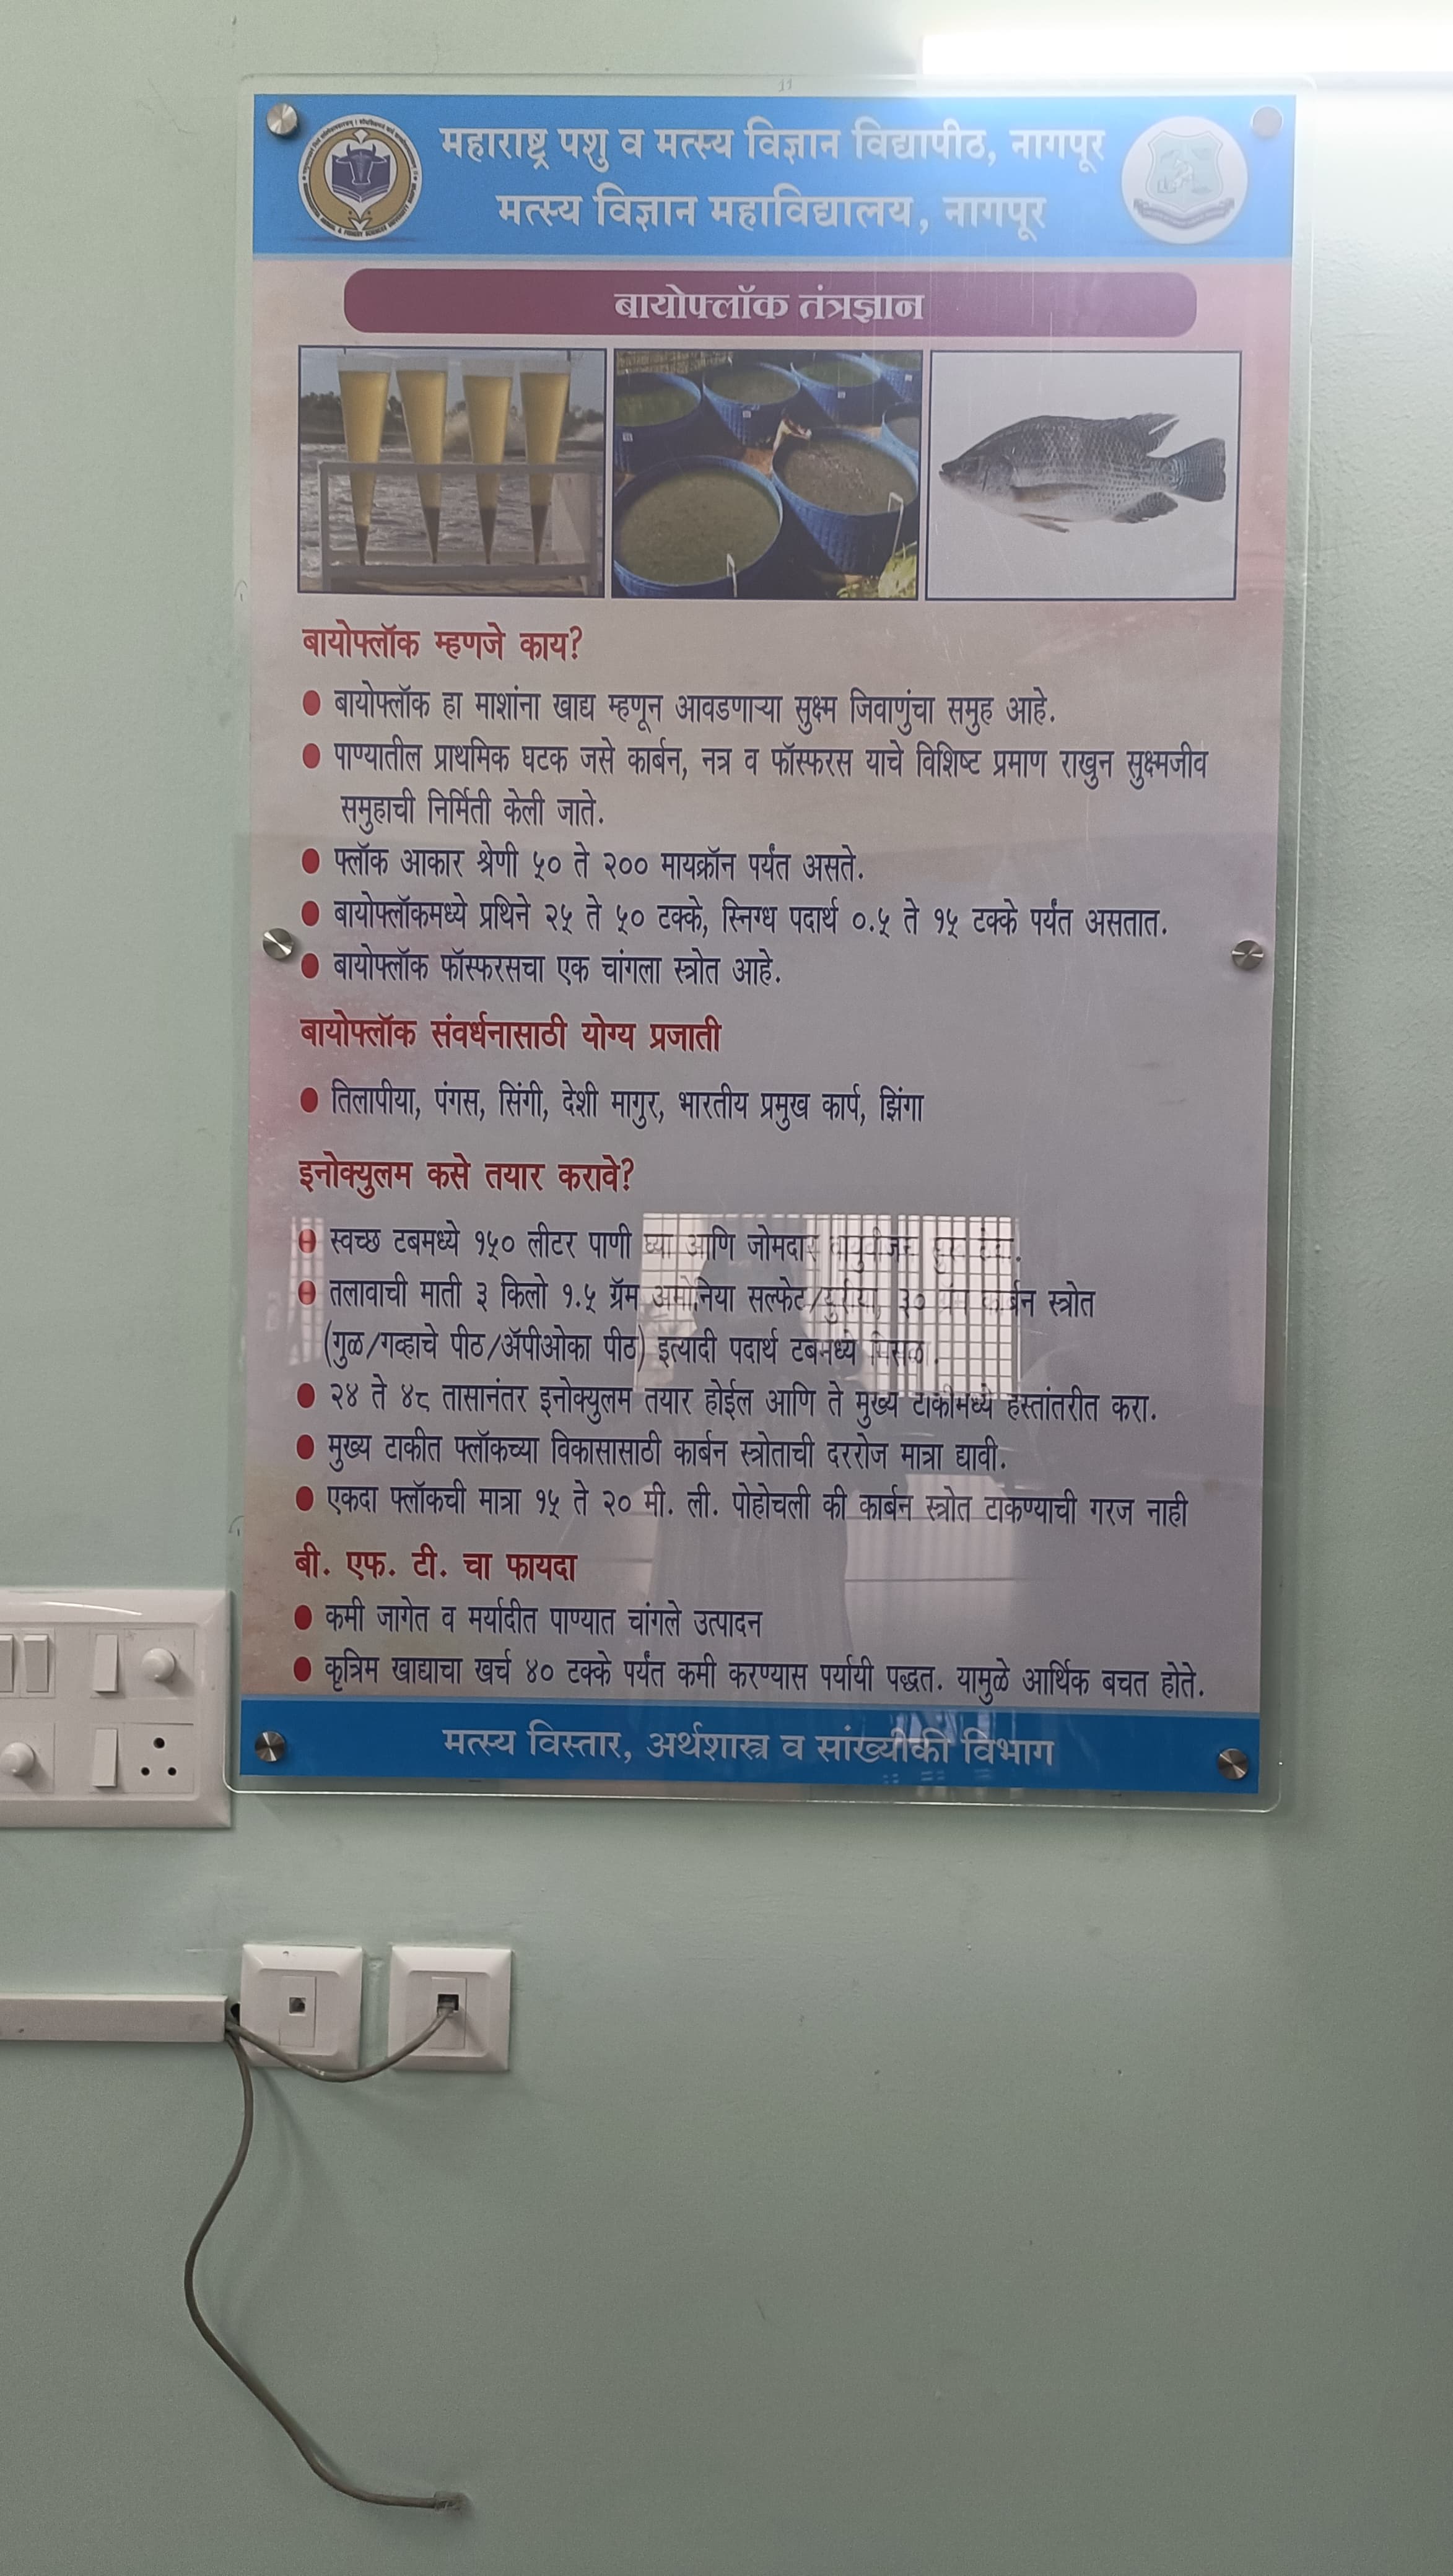 महाराष्ट्र पशु व मत्स्य विज्ञान विद्यापीठ, नागपूर
मत्स्य विज्ञान महाविद्यालय, नागपूर
बायोफ्लॉक तंत्रज्ञान
बायोफ्लॉक म्हणजे काय?
बायोफ्लॉक हा माशांना खाद्य म्हणून आवडणाऱ्या सुक्ष्म जिवाणुंचा समुह आहे.
पाण्यातील प्राथमिक घटक जसे कार्बन, नत्र व फॉस्फरस याचे विशिष्ट प्रमाण राखुन सुक्ष्मजीव
समुहाची निर्मिती केली जाते.
फ्लॉक आकार श्रेणी ५० ते २०० मायक्रॉन पर्यंत असते.
बायोफ्लॉकमध्ये प्रथिने २५ ते ५० टक्के, स्निग्ध पदार्थ ०.५ ते १५ टक्के पर्यंत असतात.
बायोफ्लॉक फॉस्फरसचा एक चांगला स्त्रोत आहे.
बायोफ्लॉक संवर्धनासाठी योग्य प्रजाती
तिलापीया, पंगस, सिंगी, देशी मागुर, भारतीय प्रमुख कार्प, झिंगा
इनोक्युलम कसे तयार करावे?
स्वच्छ टबमध्ये १५० लीटर पाणी घ्या आणि जोमदार
तलावाची माती ३ किलो १.५ ग्रॅम अमोनिया सल्फेट/युरीया, ३० ग्रॅम कार्बन स्त्रोत
(गुळ/गव्हाचे पीठ/ॲपीओका पीठ) इत्यादी पदार्थ टबमध्ये मिसळा.
२४ ते ४८ तासानंतर इनोक्युलम तयार होईल आणि ते मुख्य टाकीमध्ये हस्तांतरीत करा.
मुख्य टाकीत फ्लॉकच्या विकासासाठी कार्बन स्त्रोताची दररोज मात्रा द्यावी.
एकदा फ्लॉकची मात्रा १५ ते २० मी. ली. पोहोचली की कार्बन स्त्रोत टाकण्याची गरज नाही
बी. एफ. टी. चा फायदा
कमी जागेत व मर्यादीत पाण्यात चांगले उत्पादन
कृत्रिम खाद्याचा खर्च ४० टक्के पर्यंत कमी करण्यास पर्यायी पद्धत. यामुळे आर्थिक बचत होते.
मत्स्य विस्तार, अर्थशास्त्र व सांख्यीकी विभाग